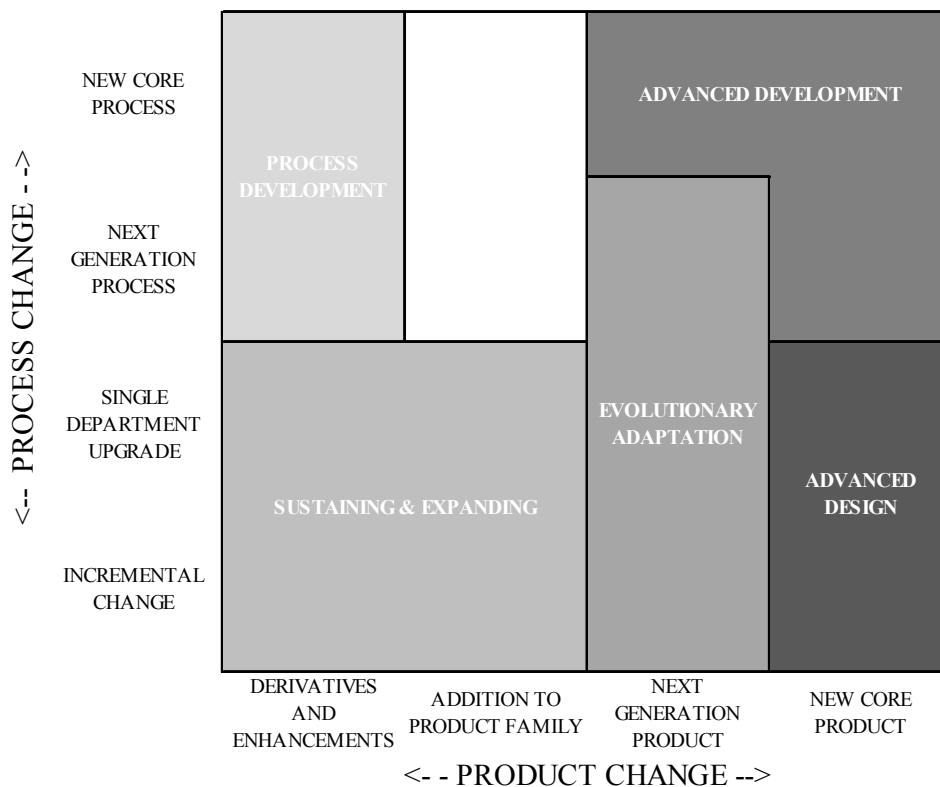 NEW CORE
PROCESS
ADVANCED DEVELOPMENT
PROCESS
DEVELOPMENT
<-- PROCESS CHANGE - -->
NEXT
GENERATION
PROCESS
SINGLE
DEPARTMENT
UPGRADE
EVOLUTIONARY
ADAPTATION
ADVANCED
DESIGN
SUSTAINING & EXPANDING
INCREMENTAL
CHANGE
DERIVATIVES
AND
ENHANCEMENTS
ADDITION TO
PRODUCT FAMILY
NEXT
GENERATION
PRODUCT
NEW CORE
PRODUCT
<- - PRODUCT CHANGE -->